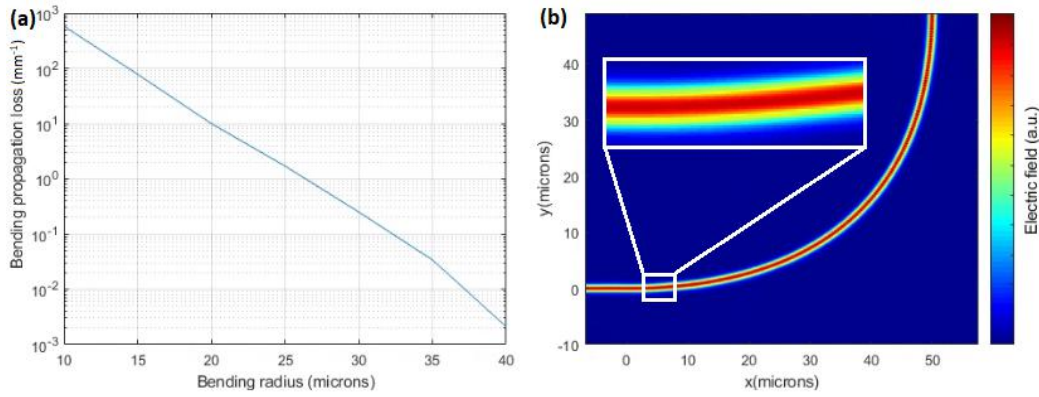 (a)
Bending propagation loss (mm⁻¹)
10³
10²
10¹
10⁰
10⁻¹
10⁻²
10⁻³
10 15 20 25 30 35 40
Bending radius (microns)
(b)
y(microns)
40
30
20
10
0
-10
0 10 20 30 40 50
x(microns)
Electric field (a.u.)